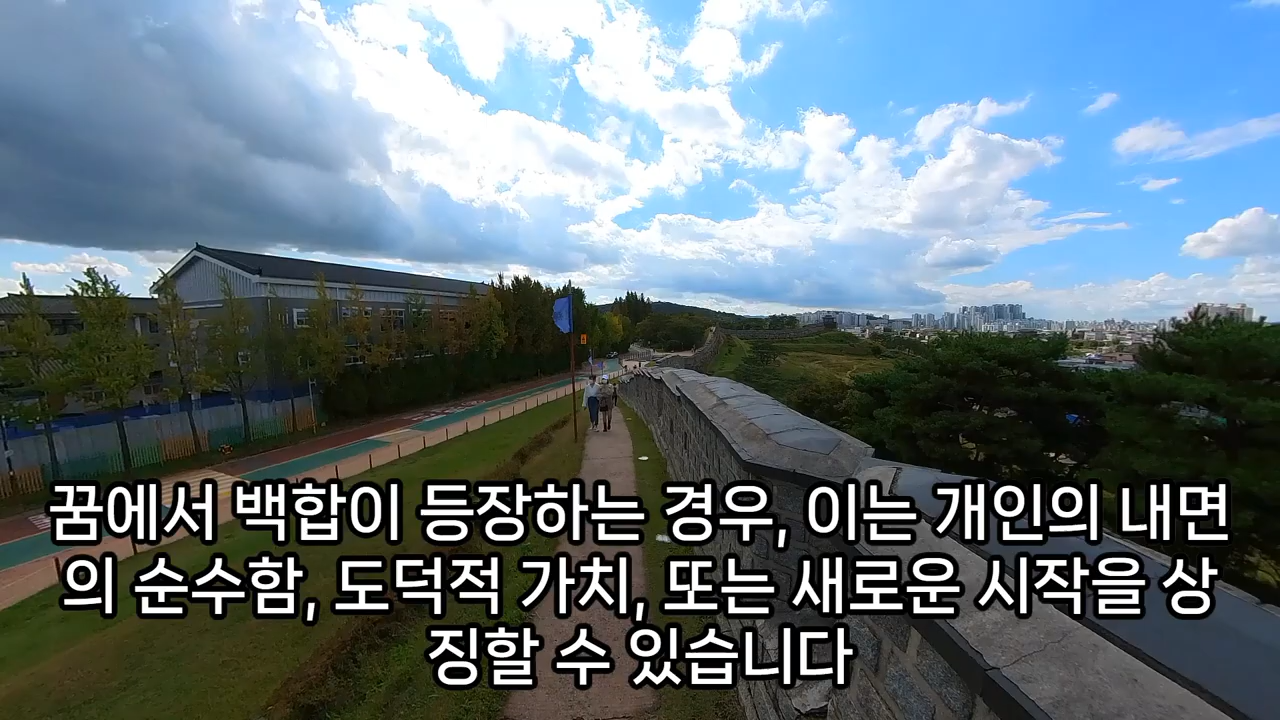 꿈에서 백합이 등장하는 경우, 이는 개인의 내면
의 순수함, 도덕적 가치, 또는 새로운 시작을 상
징할 수 있습니다